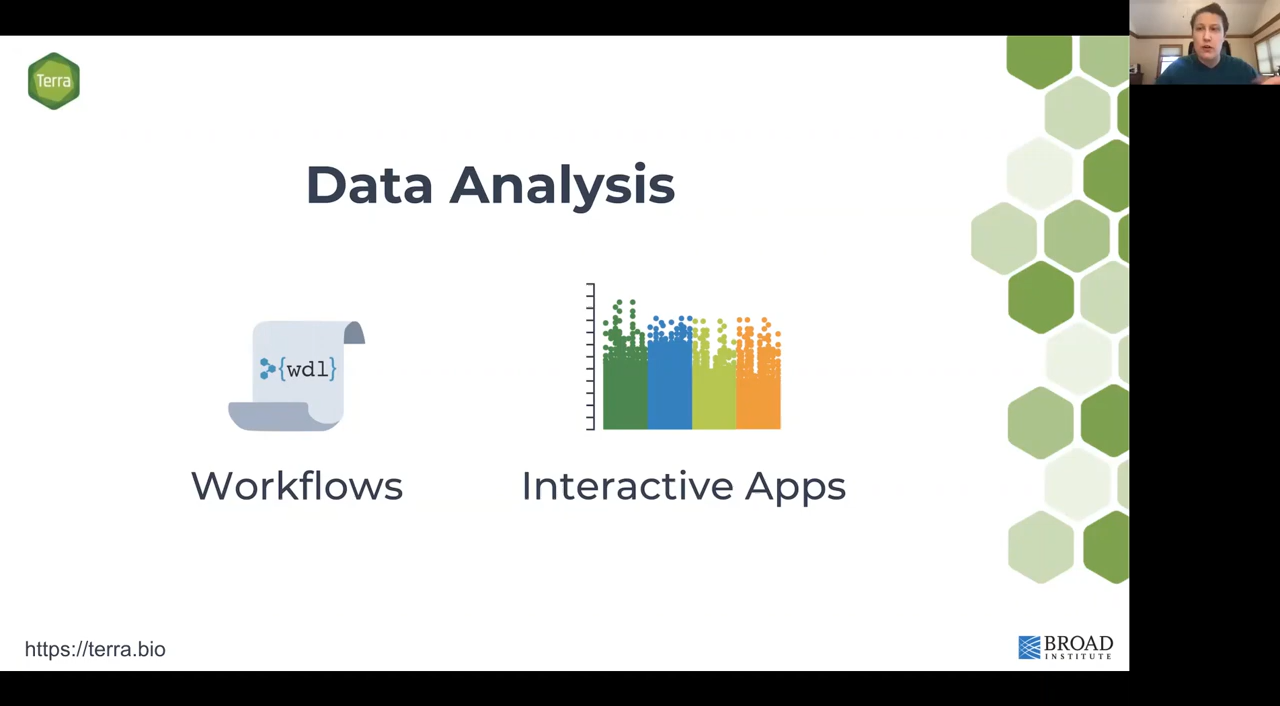 Terra
Data Analysis
{wdl}
Workflows
Interactive Apps
https://terra.bio
BROAD
INSTITUTE